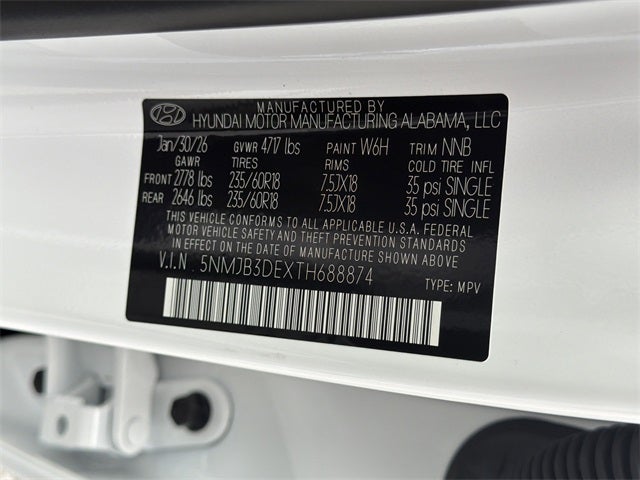 MANUFACTURED BY
HYUNDAI MOTOR MANUFACTURING ALABAMA, LLC
Jan/30/26 GVWR 4717 lbs PAINT W6H TRIM NNB
GAWR TIRES RIMS COLD TIRE INFL
FRONT 2778 lbs 235/60R18 7.5JX18 35 psi SINGLE
REAR 2646 lbs 235/60R18 7.5JX18 35 psi SINGLE
THIS VEHICLE CONFORMS TO ALL APPLICABLE U.S.A. FEDERAL
MOTOR VEHICLE SAFETY AND THEFT PREVENTION STANDARDS
IN EFFECT ON THE DATE OF MANUFACTURE SHOWN ABOVE.
V.I.N. 5NMJB3DEXTH688874
TYPE: MPV